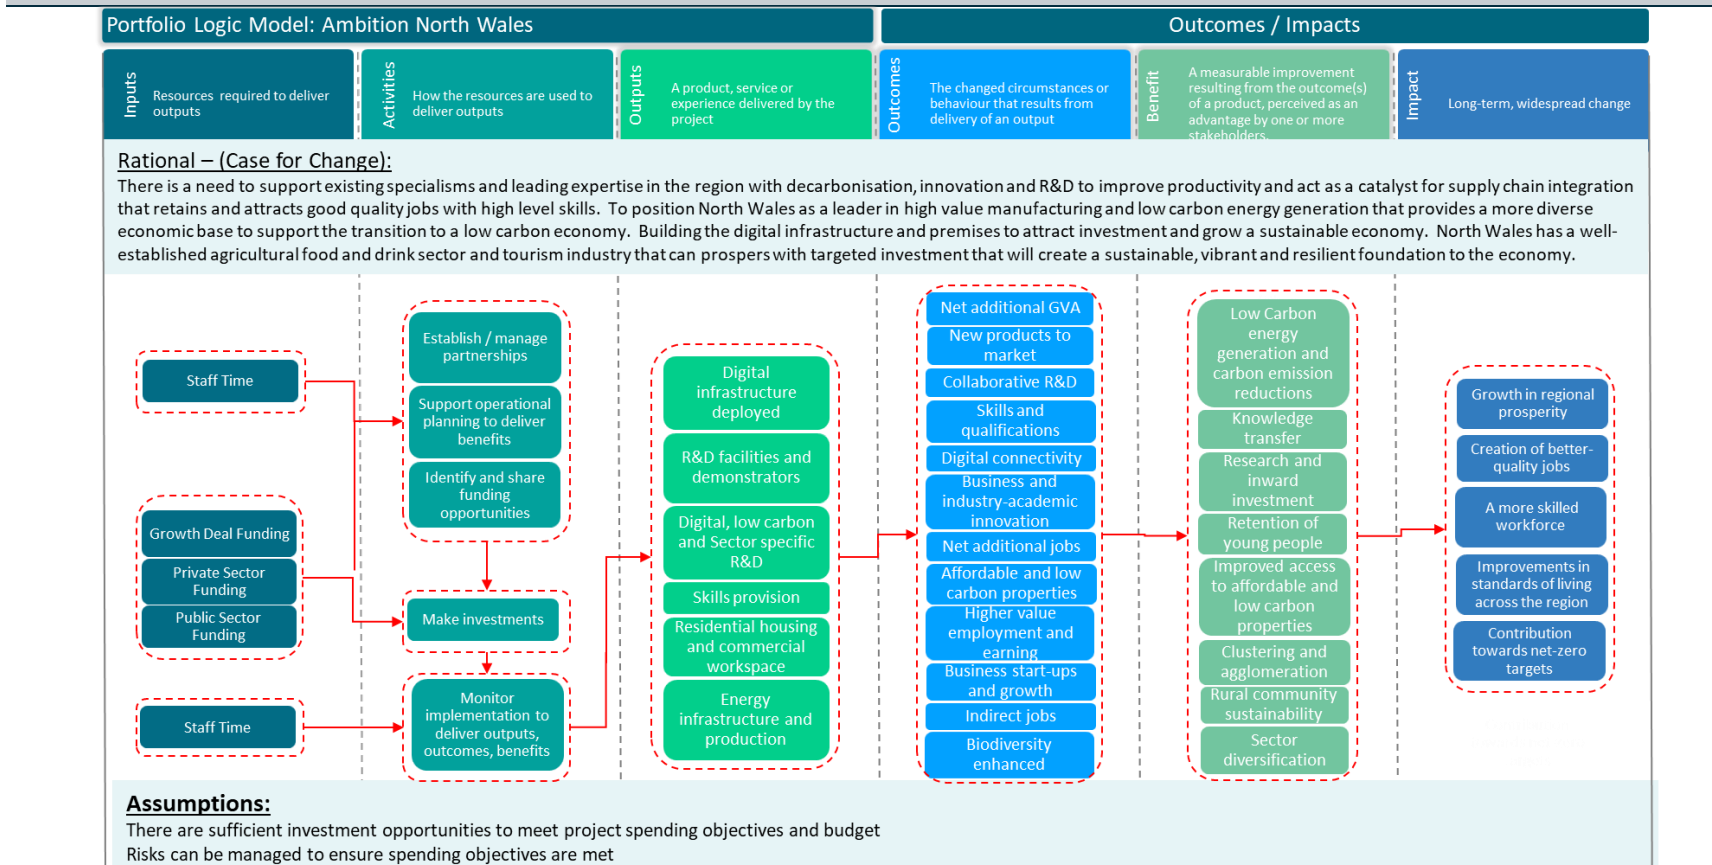 Portfolio Logic Model: Ambition North Wales
Outcomes / Impacts
Inputs
Resources required to deliver
outputs
Activities
How the resources are used to
deliver outputs
Outputs
A product, service or
experience delivered by the
project
Outcomes
The changed circumstances or
behaviour that results from
delivery of an output
Benefit
A measurable improvement
resulting from the outcome(s)
of a product, perceived as an
advantage by one or more
stakeholders.
Impact
Long-term, widespread change
Rational – (Case for Change):
There is a need to support existing specialisms and leading expertise in the region with decarbonisation, innovation and R&D to improve productivity and act as a catalyst for supply chain integration
that retains and attracts good quality jobs with high level skills. To position North Wales as a leader in high value manufacturing and low carbon energy generation that provides a more diverse
economic base to support the transition to a low carbon economy. Building the digital infrastructure and premises to attract investment and grow a sustainable economy. North Wales has a well-
established agricultural food and drink sector and tourism industry that can prospers with targeted investment that will create a sustainable, vibrant and resilient foundation to the economy.
Staff Time
Growth Deal Funding
Private Sector
Funding
Public Sector
Funding
Staff Time
Establish / manage
partnerships
Support operational
planning to deliver
benefits
Identify and share
funding
opportunities
Make investments
Monitor
implementation to
deliver outputs,
outcomes, benefits
Digital
infrastructure
deployed
R&D facilities and
demonstrators
Digital, low carbon
and Sector specific
R&D
Skills provision
Residential housing
and commercial
workspace
Energy
infrastructure and
production
Net additional GVA
New products to
market
Collaborative R&D
Skills and
qualifications
Digital connectivity
Business and
industry-academic
innovation
Net additional jobs
Affordable and low
carbon properties
Higher value
employment and
earning
Business start-ups
and growth
Indirect jobs
Biodiversity
enhanced
Low Carbon
energy
generation and
carbon emission
reductions
Knowledge
transfer
Research and
inward
investment
Retention of
young people
Improved access
to affordable and
low carbon
properties
Clustering and
agglomeration
Rural community
sustainability
Sector
diversification
Growth in regional
prosperity
Creation of better-
quality jobs
A more skilled
workforce
Improvements in
standards of living
across the region
Contribution
towards net-zero
targets
Assumptions:
There are sufficient investment opportunities to meet project spending objectives and budget
Risks can be managed to ensure spending objectives are met